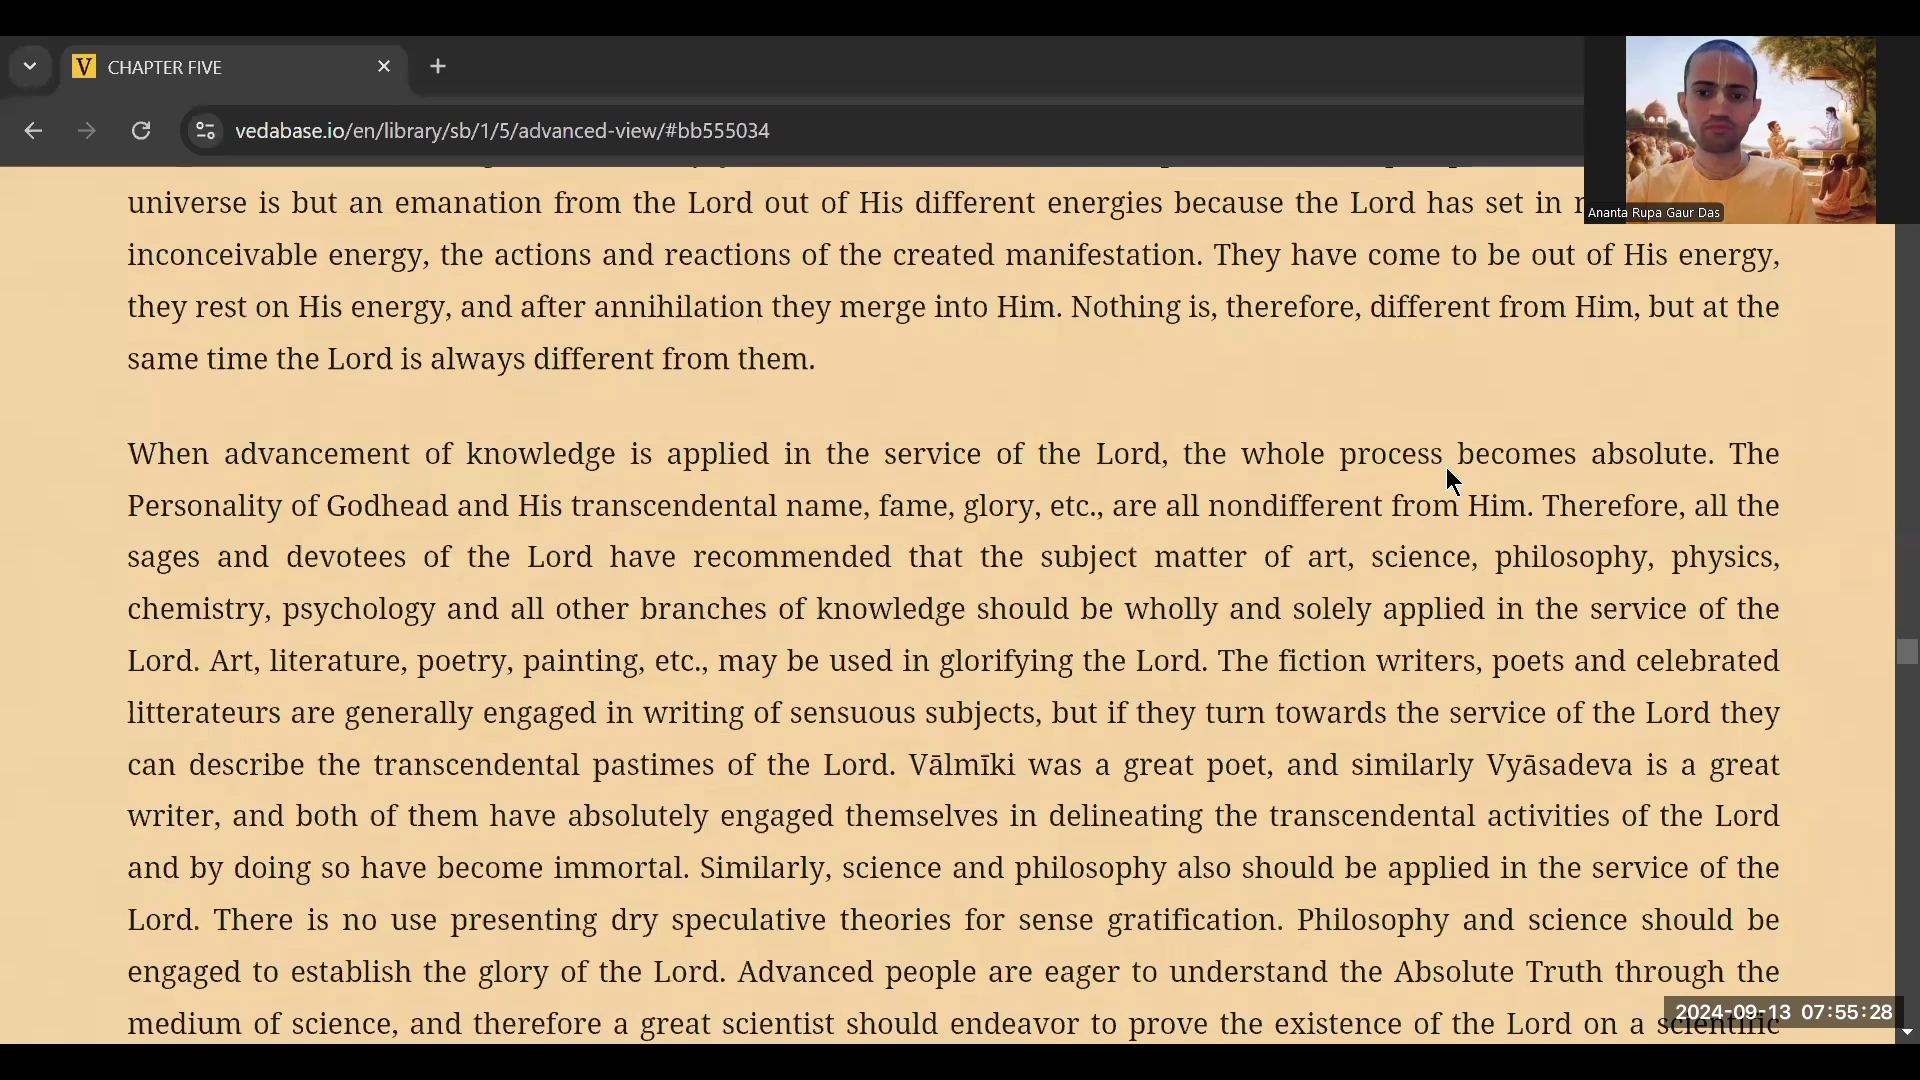 CHAPTER FIVE
vedabase.io/en/library/sb/1/5/advanced-view/#bb555034
Ananta Rupa Gaur Das
universe is but an emanation from the Lord out of His different energies because the Lord has set in
inconceivable energy, the actions and reactions of the created manifestation. They have come to be out of His energy,
they rest on His energy, and after annihilation they merge into Him. Nothing is, therefore, different from Him, but at the
same time the Lord is always different from them.
When advancement of knowledge is applied in the service of the Lord, the whole process becomes absolute. The
Personality of Godhead and His transcendental name, fame, glory, etc., are all nondifferent from Him. Therefore, all the
sages and devotees of the Lord have recommended that the subject matter of art, science, philosophy, physics,
chemistry, psychology and all other branches of knowledge should be wholly and solely applied in the service of the
Lord. Art, literature, poetry, painting, etc., may be used in glorifying the Lord. The fiction writers, poets and celebrated
litterateurs are generally engaged in writing of sensuous subjects, but if they turn towards the service of the Lord they
can describe the transcendental pastimes of the Lord. Vālmīki was a great poet, and similarly Vyāsadeva is a great
writer, and both of them have absolutely engaged themselves in delineating the transcendental activities of the Lord
and by doing so have become immortal. Similarly, science and philosophy also should be applied in the service of the
Lord. There is no use presenting dry speculative theories for sense gratification. Philosophy and science should be
engaged to establish the glory of the Lord. Advanced people are eager to understand the Absolute Truth through the
medium of science, and therefore a great scientist should endeavor to prove the existence of the Lord on a scientific
2024-09-13 07:55:28